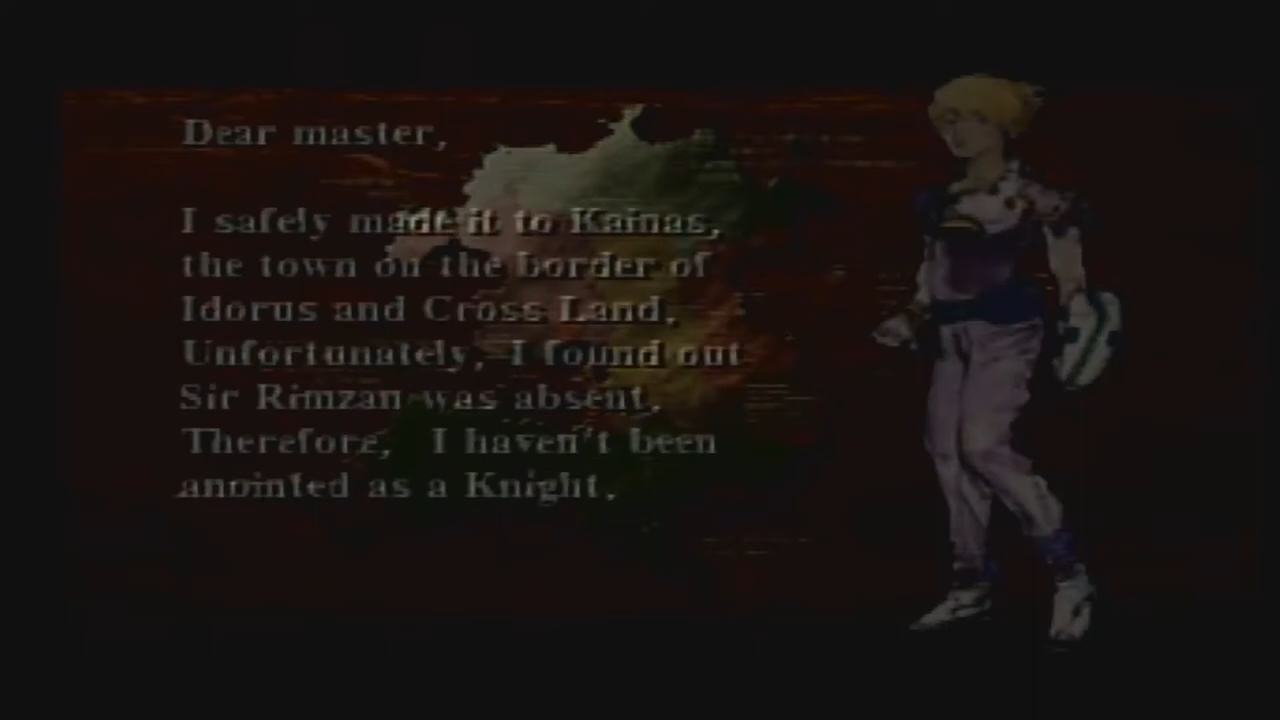 Dear master,
I safely made it to Kainas,
the town on the border of
Idorus and Cross Land.
Unfortunately, I found out
Sir Rimzan was absent.
Therefore, I haven't been
anointed as a Knight.